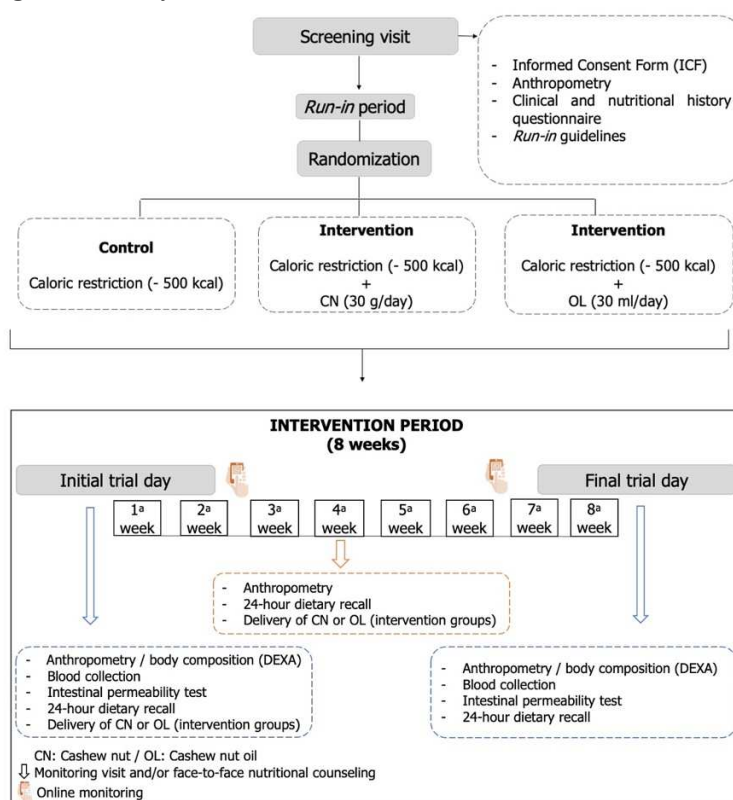 Screening visit
- Informed Consent Form (ICF)
- Anthropometry
- Clinical and nutritional history
questionnaire
- Run-in guidelines
Run-in period
Randomization
Control
Caloric restriction (- 500 kcal)
Intervention
Caloric restriction (- 500 kcal)
+
CN (30 g/day)
Intervention
Caloric restriction (- 500 kcal)
+
OL (30 ml/day)
INTERVENTION PERIOD
(8 weeks)
Initial trial day
Final trial day
1ª
week
2ª
week
3ª
week
4ª
week
5ª
week
6ª
week
7ª
week
8ª
week
- Anthropometry
- 24-hour dietary recall
- Delivery of CN or OL (intervention groups)
- Anthropometry / body composition (DEXA)
- Blood collection
- Intestinal permeability test
- 24-hour dietary recall
- Delivery of CN or OL (intervention groups)
- Anthropometry / body composition (DEXA)
- Blood collection
- Intestinal permeability test
- 24-hour dietary recall
CN: Cashew nut / OL: Cashew nut oil
Monitoring visit and/or face-to-face nutritional counseling
Online monitoring